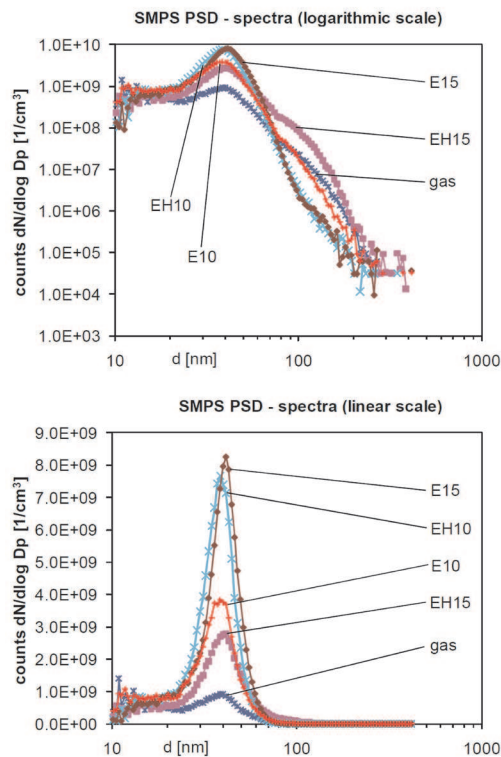 SMPS PSD - spectra (logarithmic scale)
counts dN/dlog Dp [1/cm³]
1.0E+10
1.0E+09
1.0E+08
1.0E+07
1.0E+06
1.0E+05
1.0E+04
1.0E+03
E15
EH15
gas
EH10
E10
10 d [nm] 100 1000
SMPS PSD - spectra (linear scale)
counts dN/dlog Dp [1/cm³]
9.0E+09
8.0E+09
7.0E+09
6.0E+09
5.0E+09
4.0E+09
3.0E+09
2.0E+09
1.0E+09
0.0E+00
E15
EH10
E10
EH15
gas
10 d [nm] 100 1000